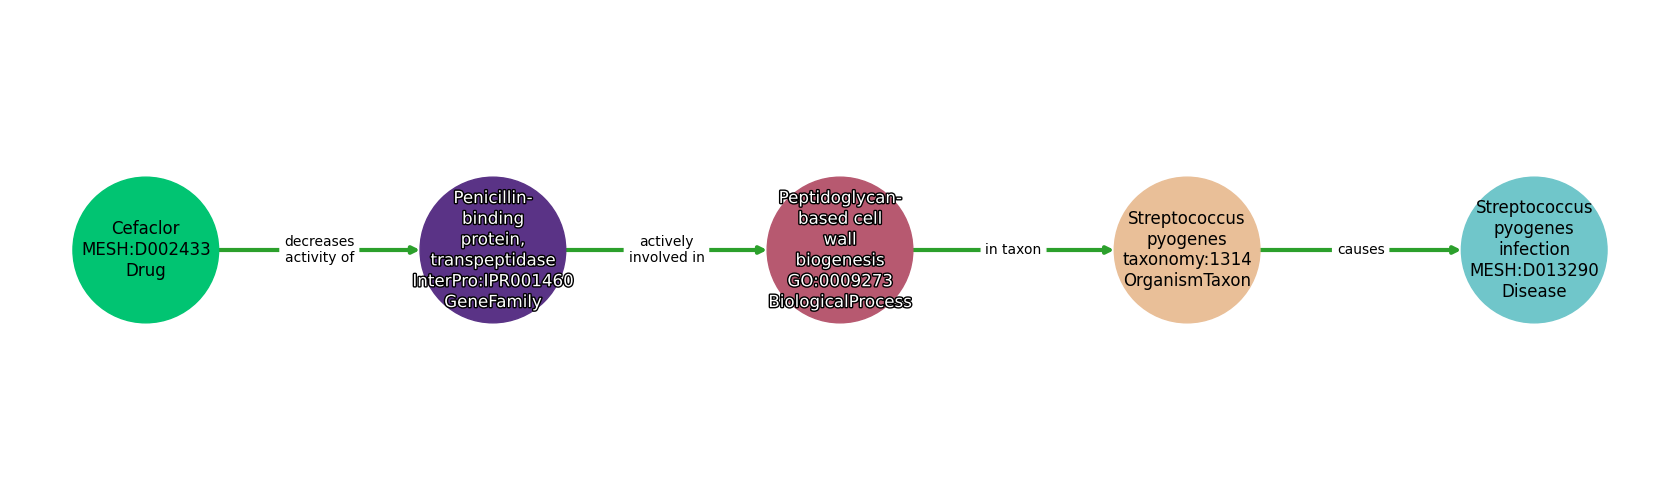 Cefaclor
MESH:D002433
Drug
decreases
activity of
Penicillin-
binding
protein,
transpeptidase
InterPro:IPR001460
GeneFamily
actively
involved in
Peptidoglycan-
based cell
wall
biogenesis
GO:0009273
BiologicalProcess
in taxon
Streptococcus
pyogenes
taxonomy:1314
OrganismTaxon
causes
Streptococcus
pyogenes
infection
MESH:D013290
Disease